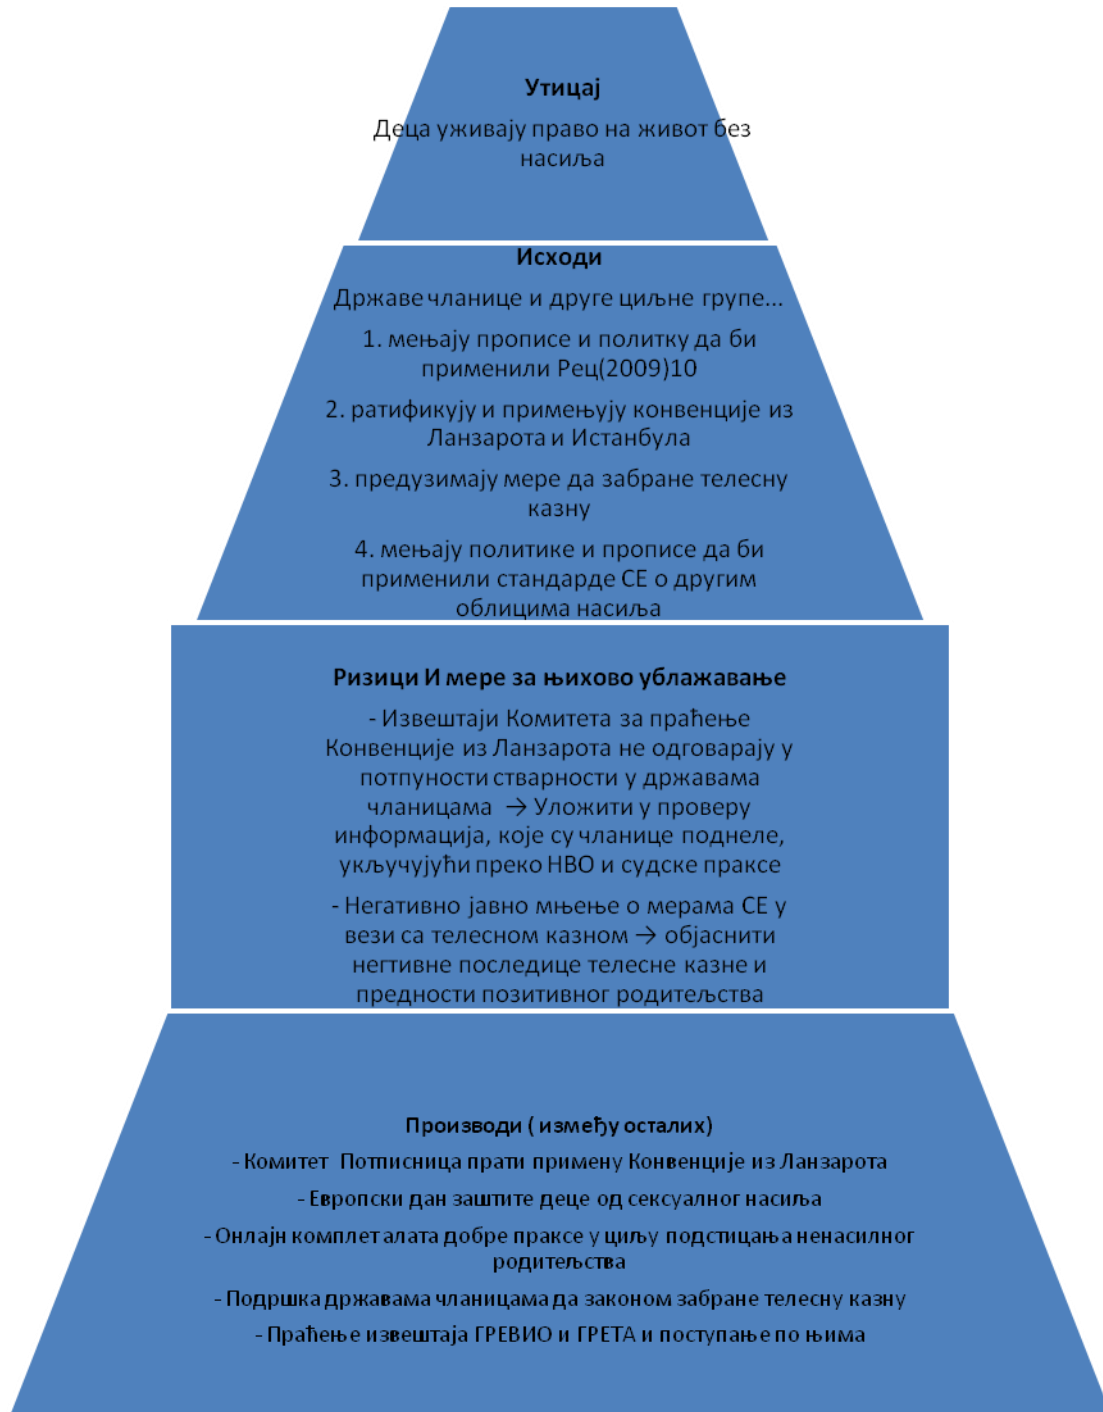 Утицај
Деца уживају право на живот без
насиља
Исходи
Државе чланице и друге циљне групе...
1. мењају прописе и политку да би
применили Рец(2009)10
2. ратификују и примењују конвенције из
Ланзарота и Истанбула
3. предузимају мере да забране телесну
казну
4. мењају политике и прописе да би
применили стандарде СЕ о другим
облицима насиља
Ризици И мере за њихово ублажавање
- Извештаји Комитета за праћење
Конвенције из Ланзарота не одговарају у
потпуности стварности у државама
чланицама → Уложити у проверу
информација, које су чланице поднеле,
укључујући преко НВО и судске праксе
- Негативно јавно мњење о мерама СЕ у
вези са телесном казном → објаснити
негтивне последице телесне казне и
предности позитивног родитељства
Производи ( између осталих)
- Комитет Потписница прати примену Конвенције из Ланзарота
- Европски дан заштите деце од сексуалног насиља
- Онлајн комплет алата добре праксе у циљу подстицања ненасилног
родитељства
- Подршка државама чланицама да законом забране телесну казну
- Праћење извештаја ГРЕВИО и ГРЕТА и поступање по њима